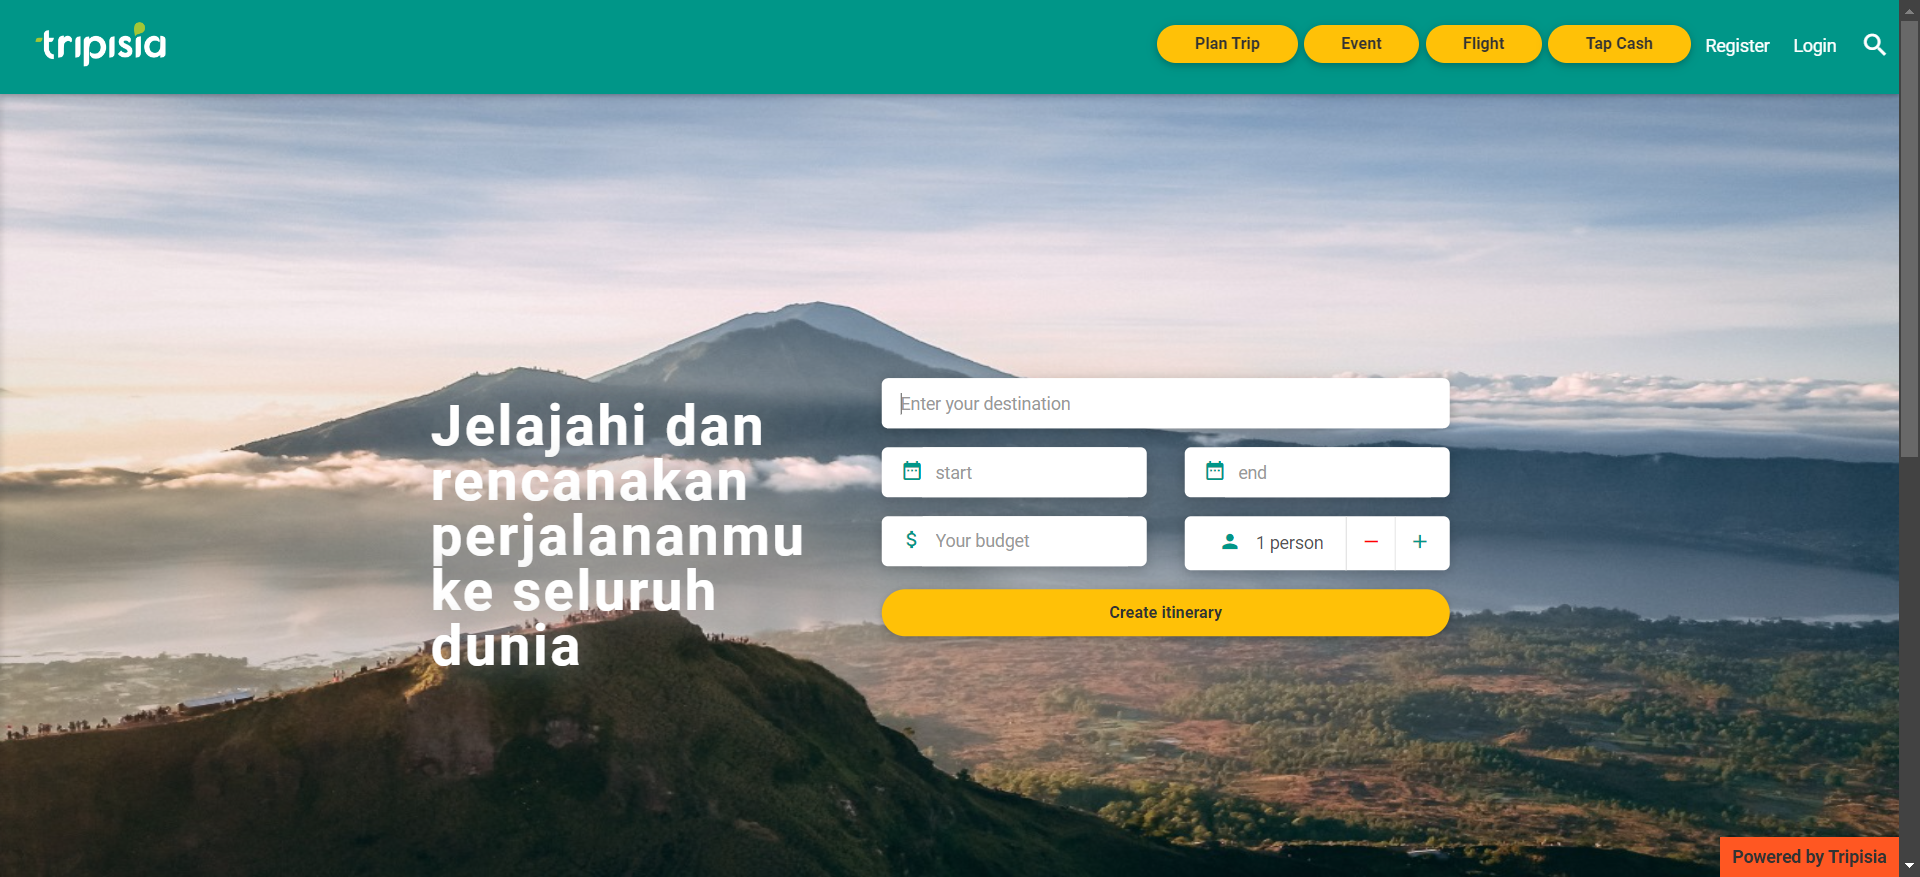 tripisia
Plan Trip
Event
Flight
Tap Cash
Register
Login
Jelajahi dan
rencanakan
perjalananmu
ke seluruh
dunia
Enter your destination
start
end
$ Your budget
1 person
Create itinerary
Powered by Tripisia